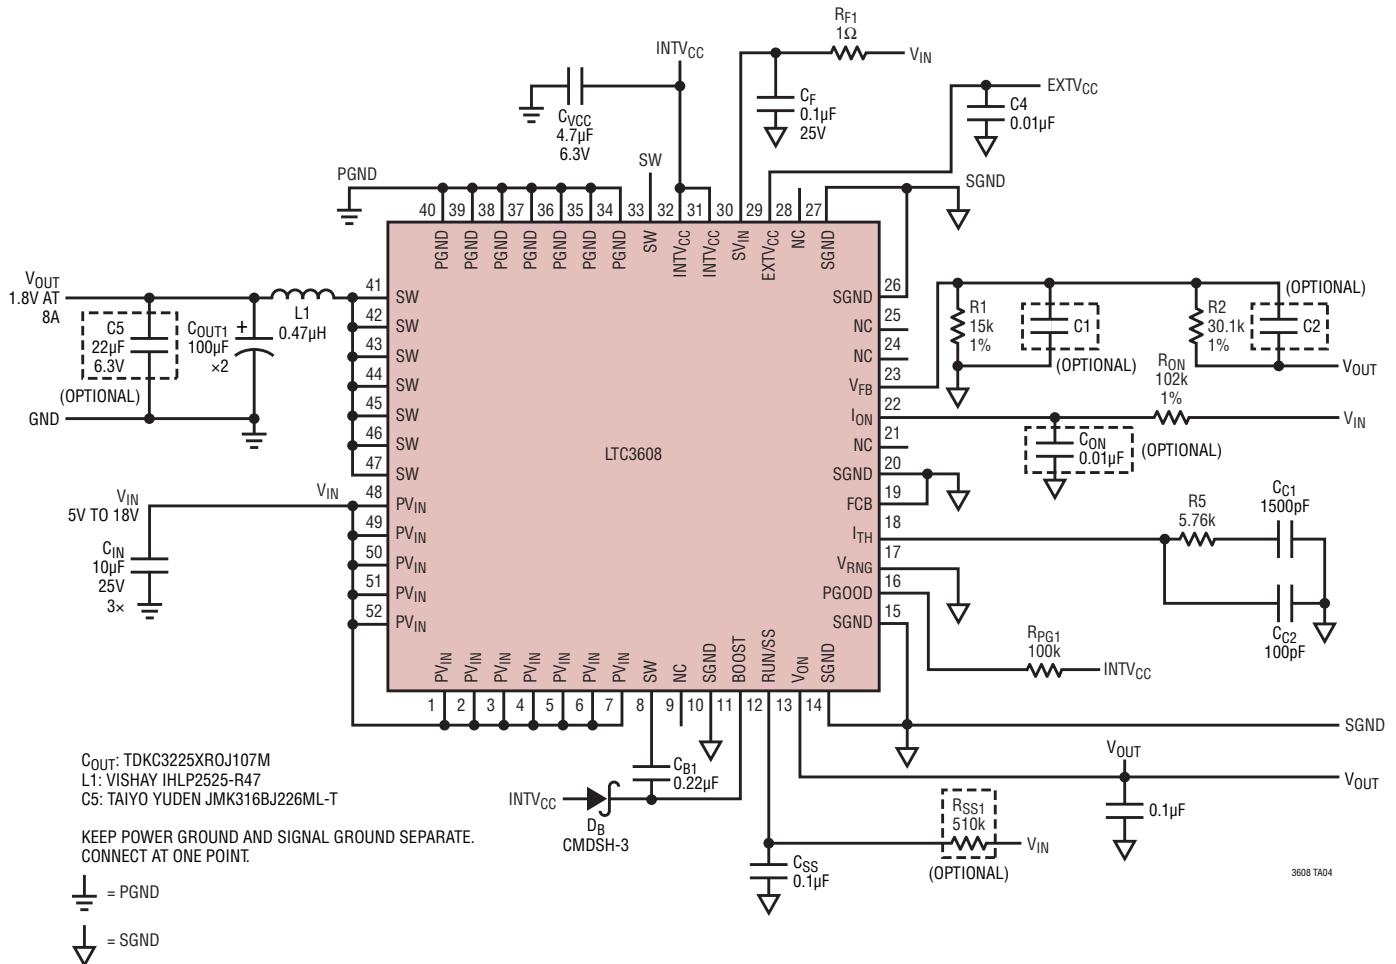 RF1
1Ω
VIN
INTVCC
EXTVCC
CVCC
4.7µF
6.3V
CF
0.1µF
25V
C4
0.01µF
SW
PGND
SGND
40 39 38 37 36 35 34 33 32 31 30 29 28 27
PGND PGND PGND PGND PGND PGND PGND SW INTVCC INTVCC SVIN EXTVCC NC SGND
VOUT
1.8V AT
8A
C5
22µF
6.3V
(OPTIONAL)
COUT1
100µF
×2
+
L1
0.47µH
GND
41 SW
42 SW
43 SW
44 SW
45 SW
46 SW
47 SW
48 PVIN
49 PVIN
50 PVIN
51 PVIN
52 PVIN
VIN
VIN
5V TO 18V
CIN
10µF
25V
3×
LTC3608
SGND 26
NC 25
NC 24
VFB 23
ION 22
NC 21
SGND 20
FCB 19
ITH 18
VRNG 17
PGOOD 16
SGND 15
R1
15k
1%
C1
(OPTIONAL)
R2
30.1k
1%
(OPTIONAL)
C2
VOUT
RON
102k
1%
VIN
CON
0.01µF
(OPTIONAL)
R5
5.76k
CC1
1500pF
CC2
100pF
RPG1
100k
INTVCC
PVIN PVIN PVIN PVIN PVIN PVIN PVIN SW NC SGND BOOST RUN/SS VON SGND
1 2 3 4 5 6 7 8 9 10 11 12 13 14
SGND
VOUT
VOUT
0.1µF
CB1
0.22µF
INTVCC
DB
CMDSH-3
RSS1
510k
(OPTIONAL)
VIN
CSS
0.1µF
COUT: TDKC3225XROJ107M
L1: VISHAY IHLP2525-R47
C5: TAIYO YUDEN JMK316BJ226ML-T
KEEP POWER GROUND AND SIGNAL GROUND SEPARATE.
CONNECT AT ONE POINT.
= PGND
= SGND
3608 TA04